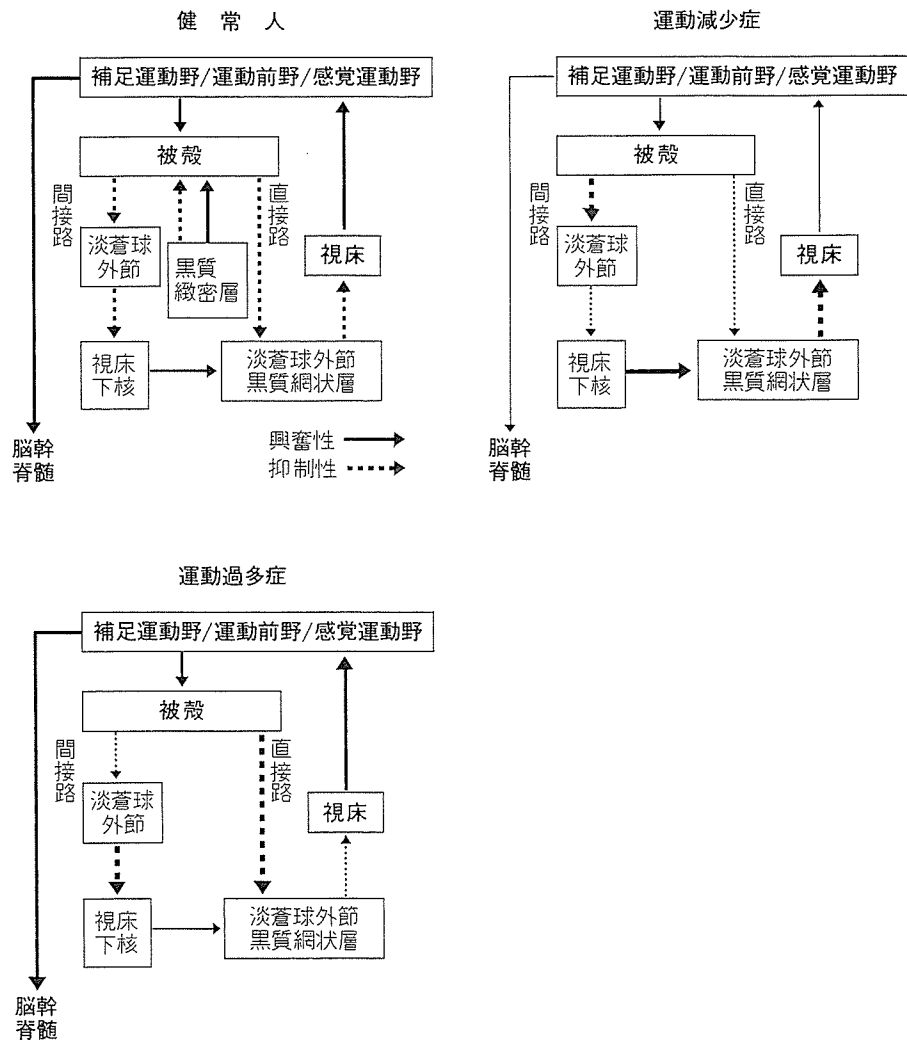 健常人
補足運動野/運動前野/感覚運動野
被殻
間接路
直接路
淡蒼球
外節
黒質
緻密層
視床
視床
下核
淡蒼球外節
黒質網状層
脳幹
脊髄
興奮性
抑制性
運動減少症
補足運動野/運動前野/感覚運動野
被殻
間接路
直接路
淡蒼球
外節
視床
視床
下核
淡蒼球外節
黒質網状層
脳幹
脊髄
運動過多症
補足運動野/運動前野/感覚運動野
被殻
間接路
直接路
淡蒼球
外節
視床
視床
下核
淡蒼球外節
黒質網状層
脳幹
脊髄